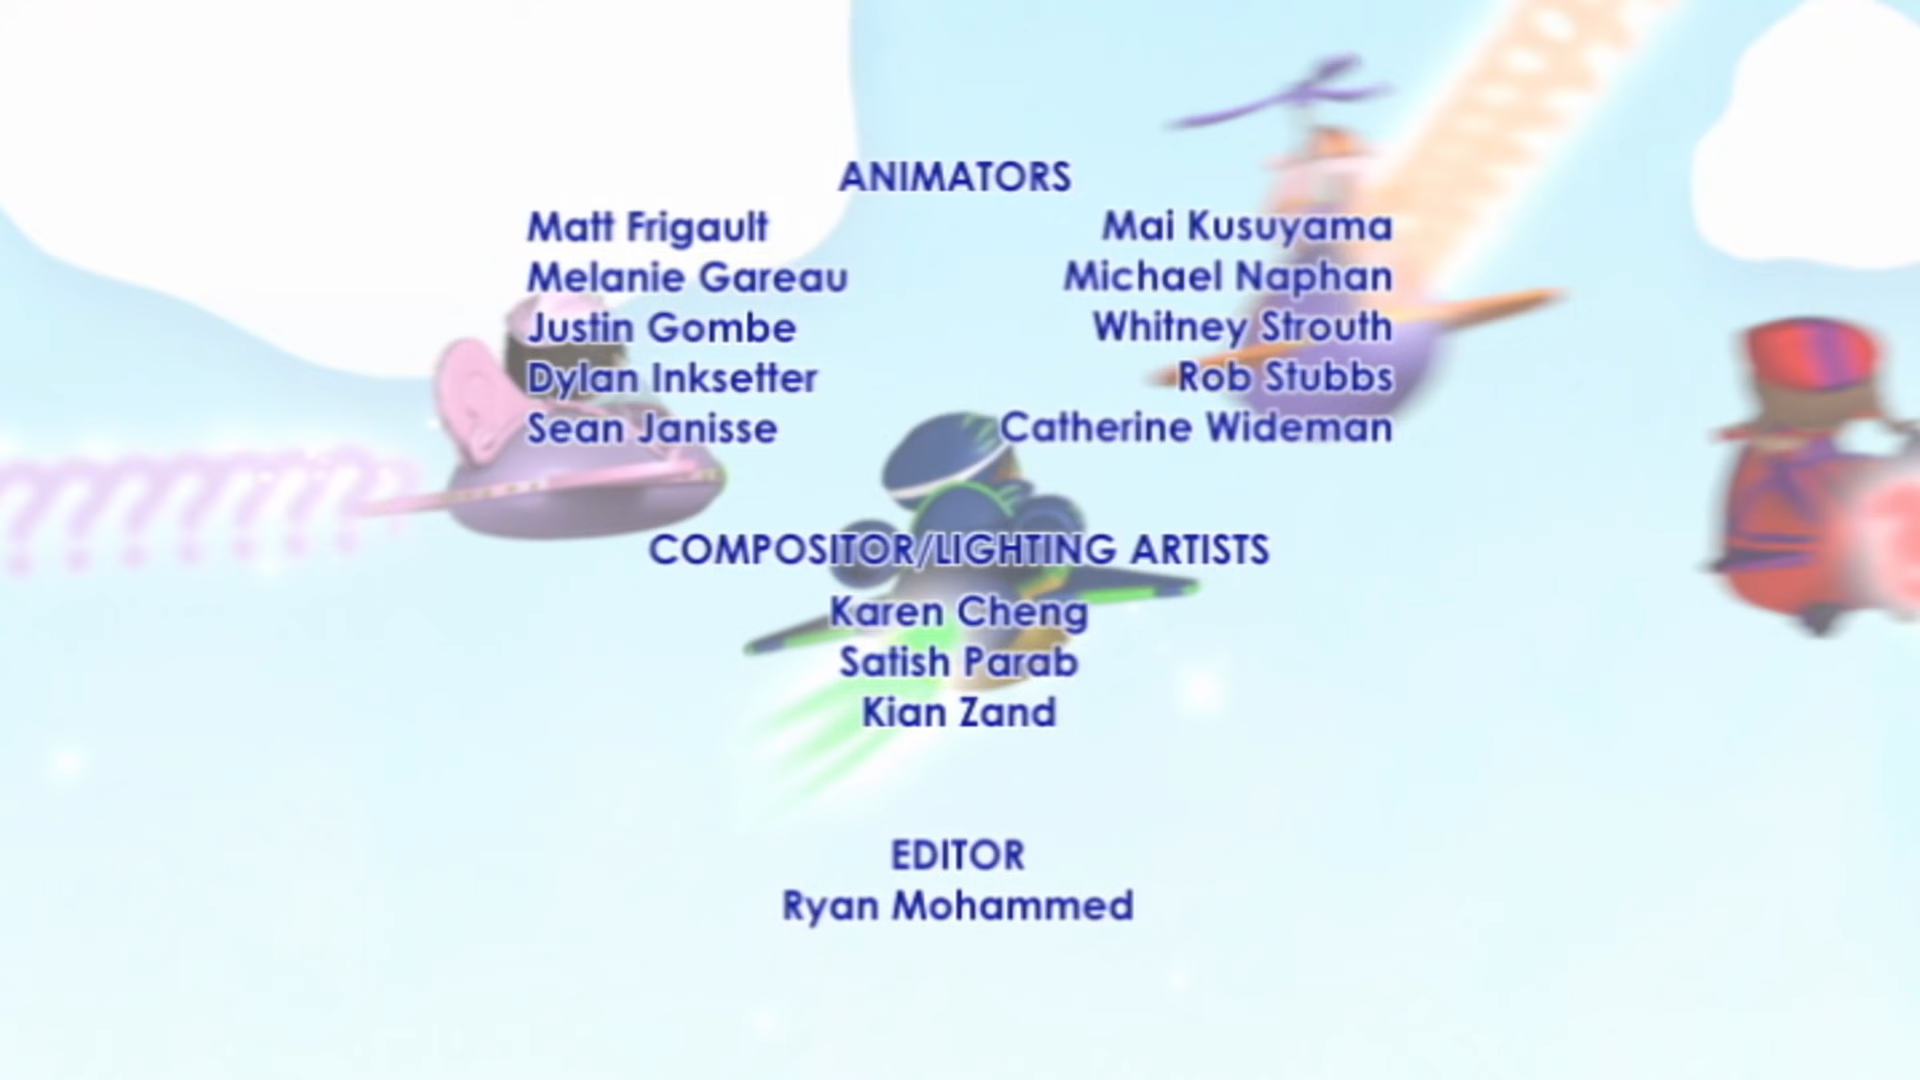 ANIMATORS
Matt Frigault
Mai Kusuyama
Melanie Gareau
Michael Naphan
Justin Gombe
Whitney Strouth
Dylan Inksetter
Rob Stubbs
Sean Janisse
Catherine Wideman
COMPOSITOR/LIGHTING ARTISTS
Karen Cheng
Satish Parab
Kian Zand
EDITOR
Ryan Mohammed